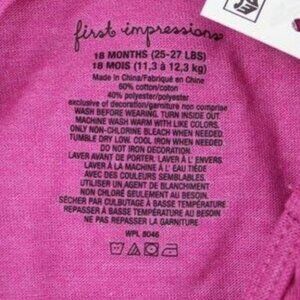 first impressions
18 MONTHS (25-27 LBS)
18 MOIS (11,3 à 12,3 kg)
Made in China/Fabriqué en Chine
60% cotton/coton
40% polyester/polyester
exclusive of decoration/garniture non comprise
WASH BEFORE WEARING. TURN INSIDE OUT.
MACHINE WASH WARM WITH LIKE COLORS.
ONLY NON-CHLORINE BLEACH WHEN NEEDED.
TUMBLE DRY LOW. COOL IRON WHEN NEEDED.
DO NOT IRON DECORATION.
LAVER AVANT DE PORTER. LAVER À L' ENVERS.
LAVER À LA MACHINE À L' EAU TIÈDE
AVEC DES COULEURS SEMBLABLES.
UTILISER UN AGENT DE BLANCHIMENT
NON CHLORÉ SEULEMENT AU BESOIN.
SÉCHER PAR CULBUTAGE À BASSE TEMPÉRATURE.
REPASSER À BASSE TEMPÉRATURE AU BESOIN.
NE PAS REPASSER LA GARNITURE
WPL 8046